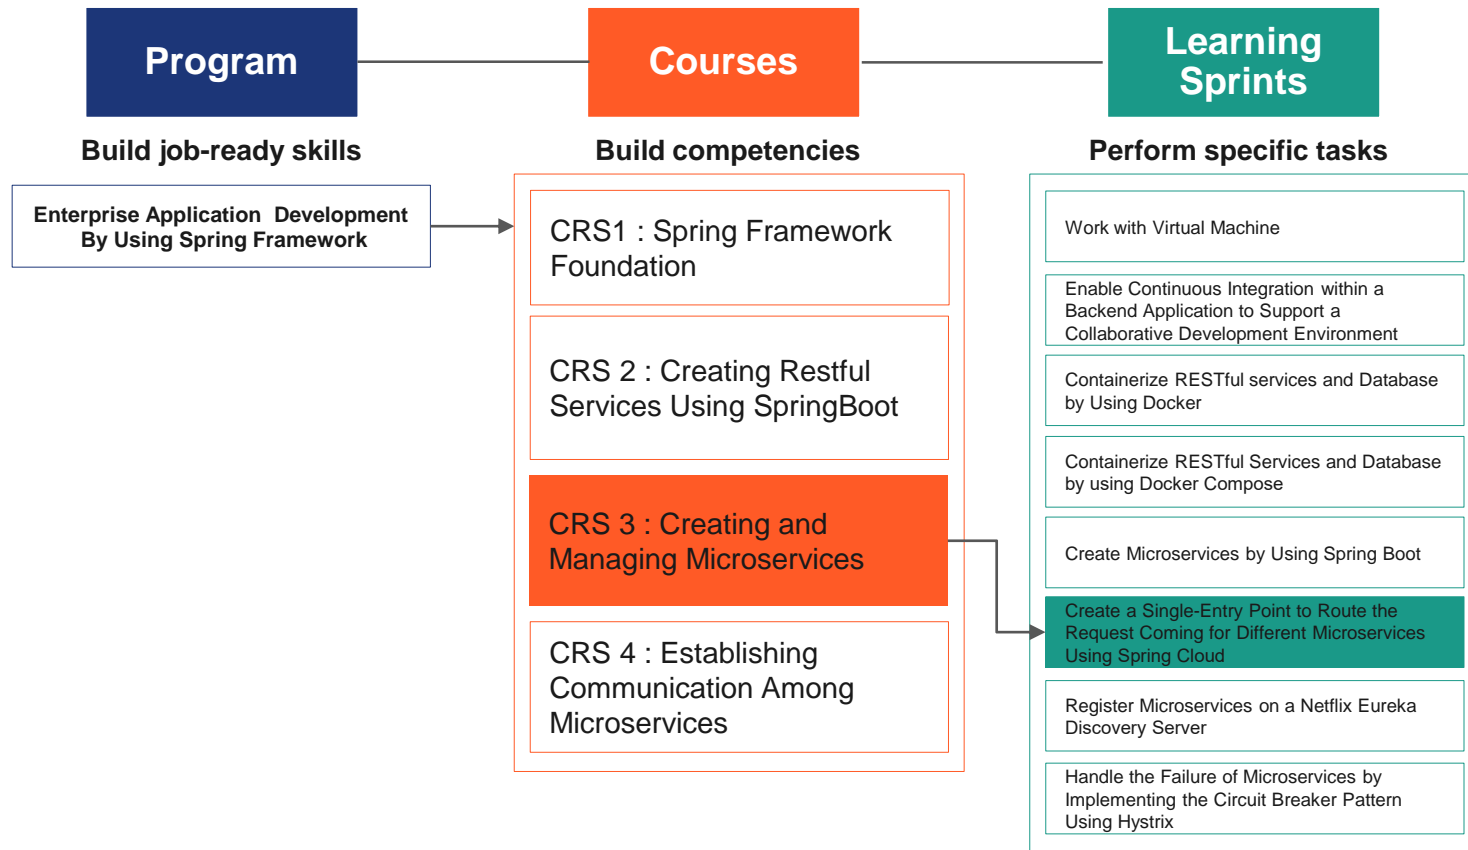 Program
Courses
Learning
Sprints
Build job-ready skills
Build competencies
Perform specific tasks
Enterprise Application Development
By Using Spring Framework
CRS1 : Spring Framework
Foundation
CRS 2 : Creating Restful
Services Using SpringBoot
CRS 3 : Creating and
Managing Microservices
CRS 4 : Establishing
Communication Among
Microservices
Work with Virtual Machine
Enable Continuous Integration within a
Backend Application to Support a
Collaborative Development Environment
Containerize RESTful services and Database
by Using Docker
Containerize RESTful Services and Database
by using Docker Compose
Create Microservices by Using Spring Boot
Create a Single-Entry Point to Route the
Request Coming for Different Microservices
Using Spring Cloud
Register Microservices on a Netflix Eureka
Discovery Server
Handle the Failure of Microservices by
Implementing the Circuit Breaker Pattern
Using Hystrix